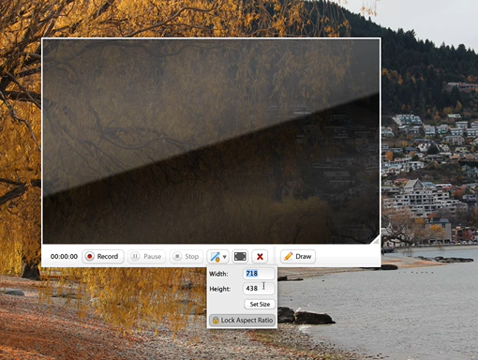 00:00:00 Record Pause Stop Draw
Width: 718
Height: 438
Set Size
Lock Aspect Ratio